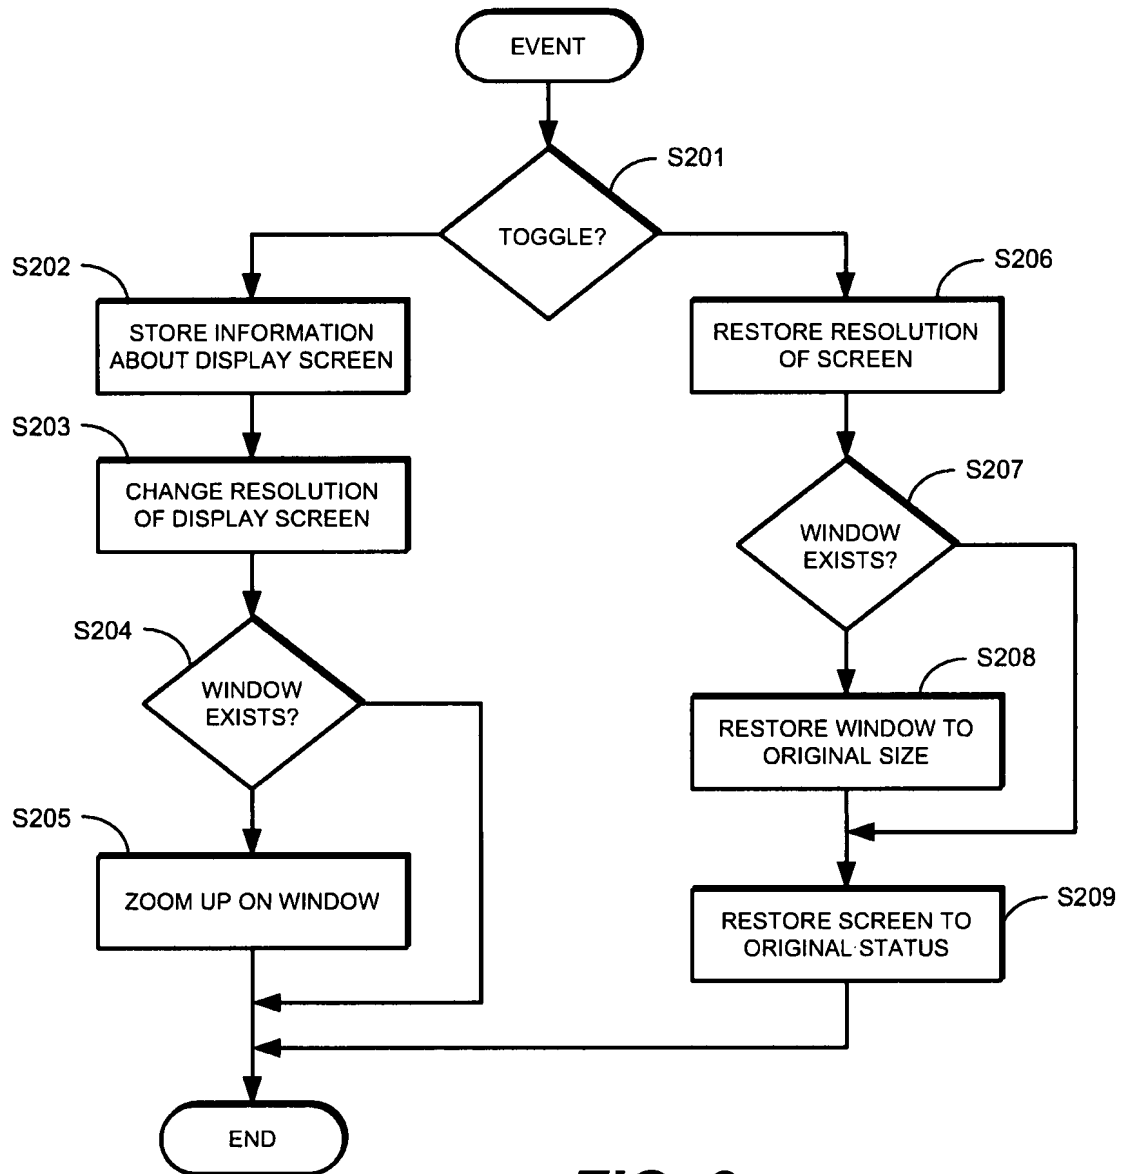 EVENT
S201
TOGGLE?
S202
STORE INFORMATION
ABOUT DISPLAY SCREEN
S206
RESTORE RESOLUTION
OF SCREEN
S203
CHANGE RESOLUTION
OF DISPLAY SCREEN
S207
WINDOW
EXISTS?
S204
WINDOW
EXISTS?
S208
RESTORE WINDOW TO
ORIGINAL SIZE
S205
ZOOM UP ON WINDOW
S209
RESTORE SCREEN TO
ORIGINAL STATUS
END